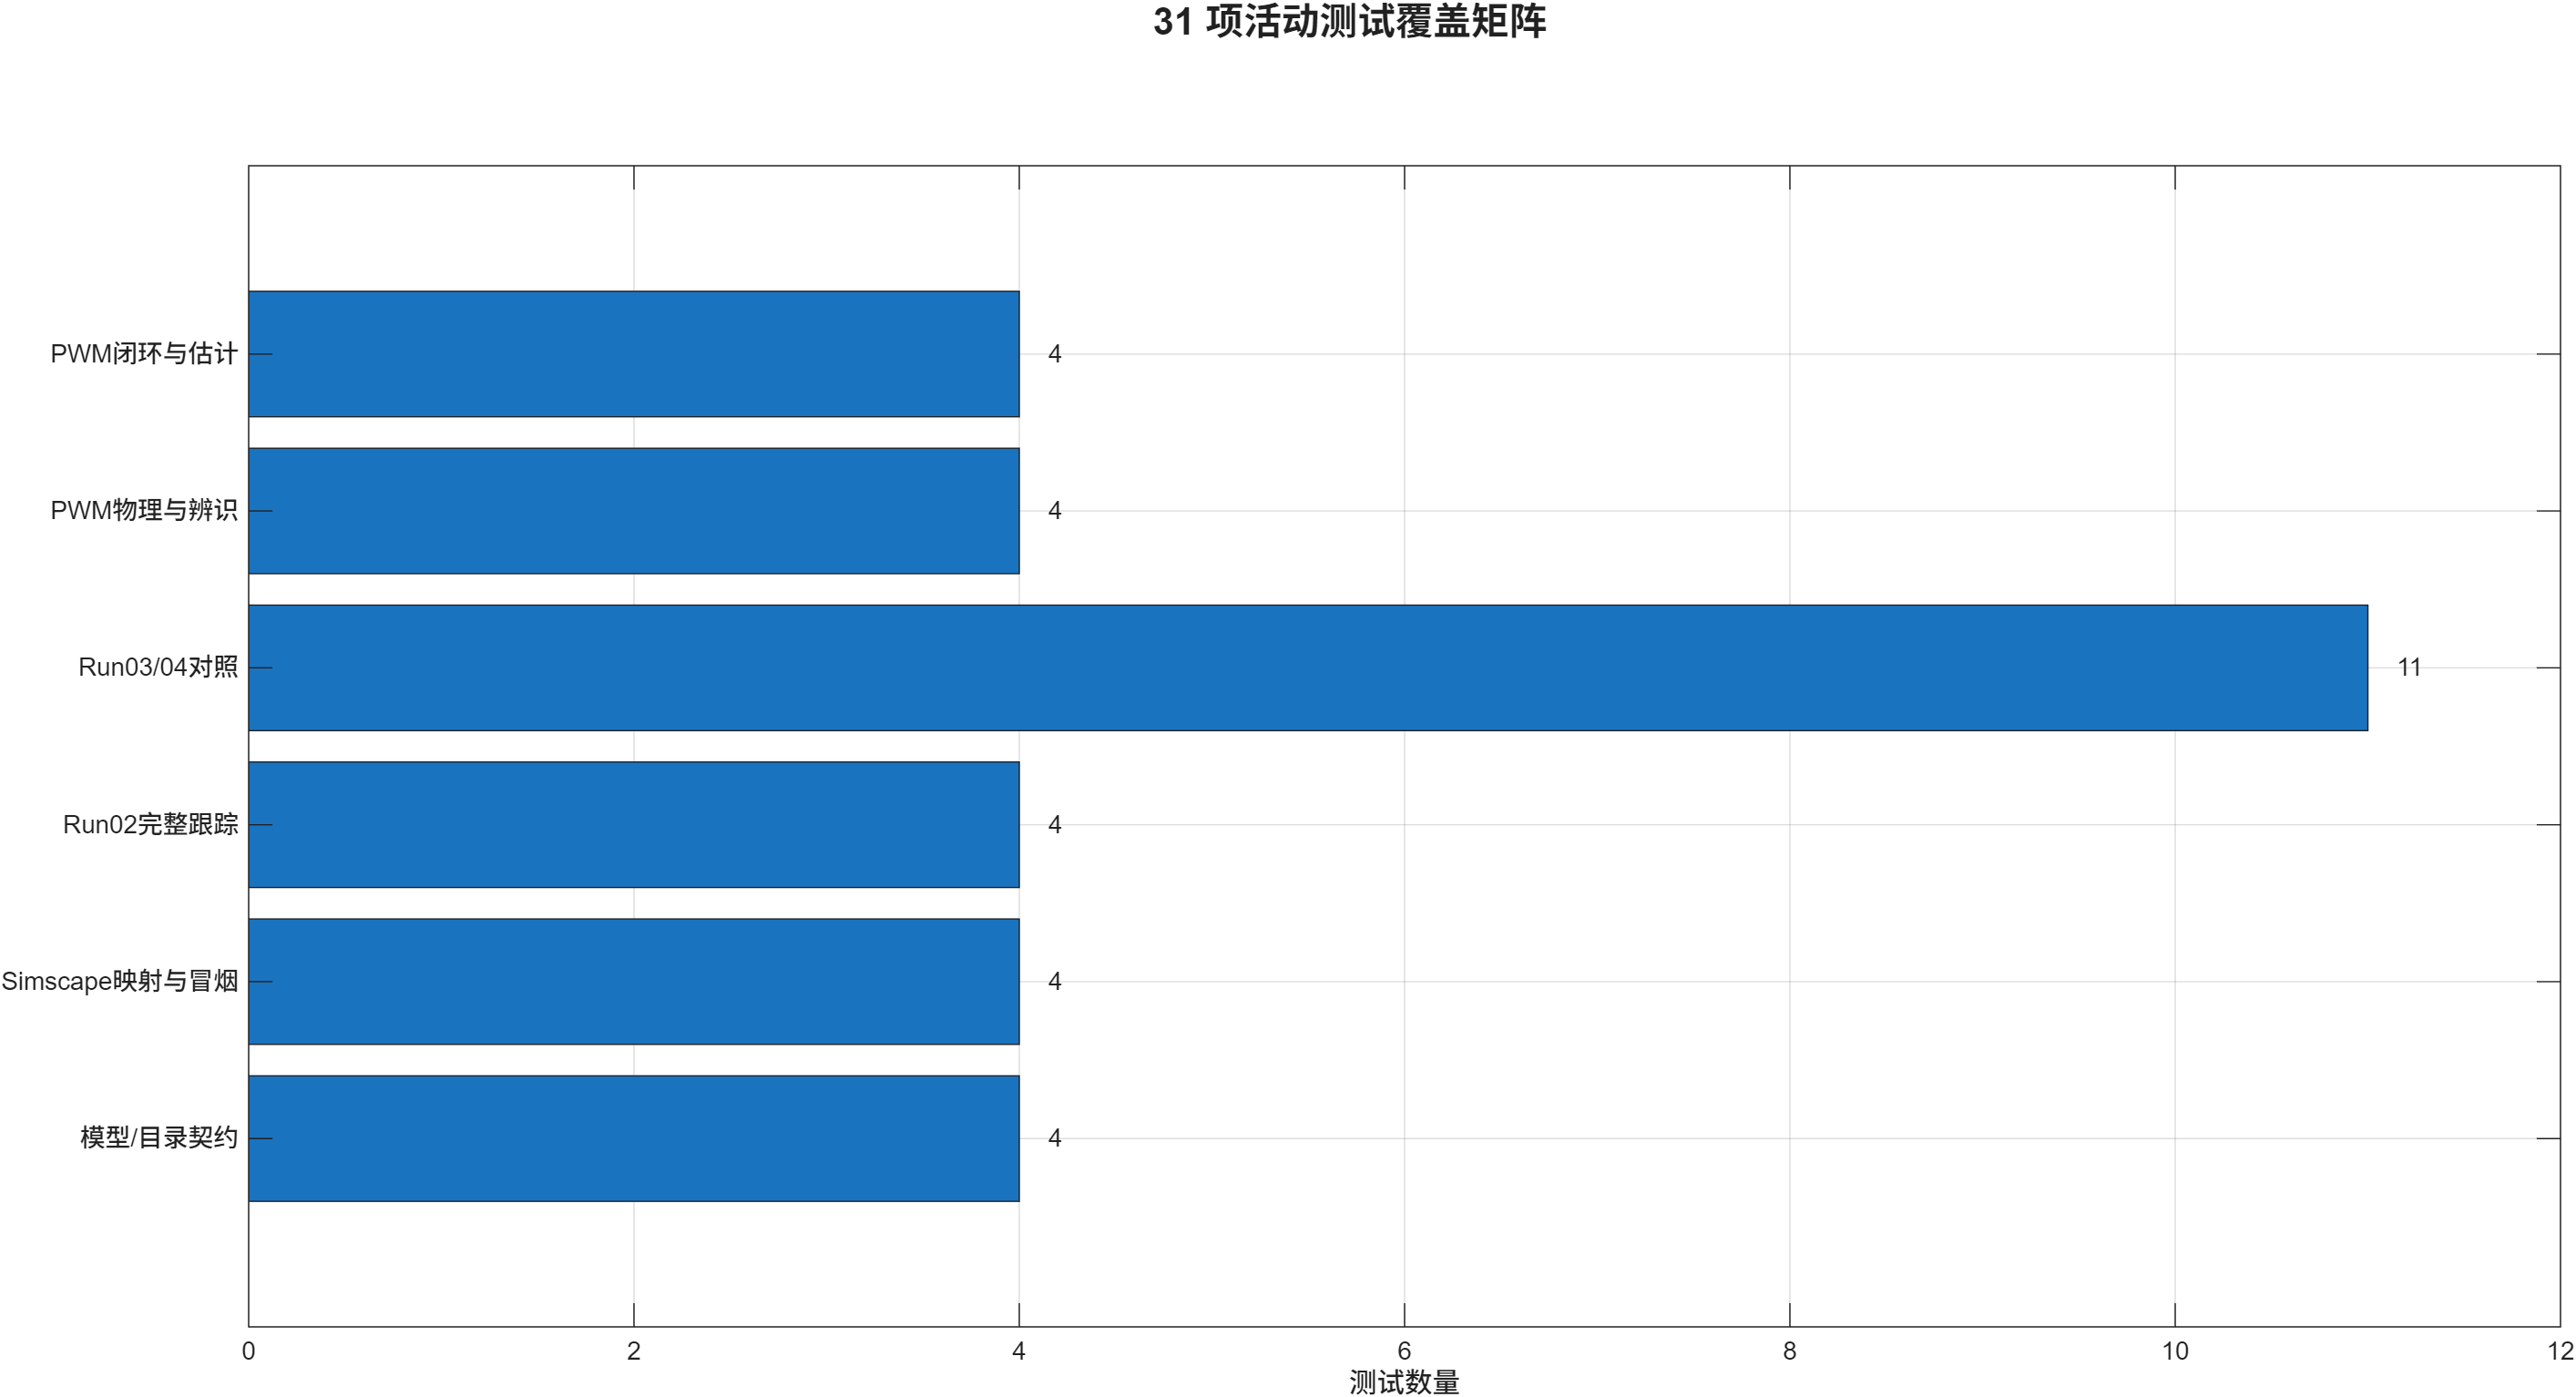 31 项活动测试覆盖矩阵
PWM闭环与估计
4
PWM物理与辨识
4
Run03/04对照
11
Run02完整跟踪
4
Simscape映射与冒烟
4
模型/目录契约
4
0 2 4 6 8 10 12
测试数量